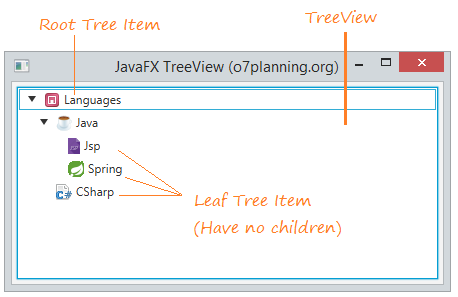 Root Tree Item
TreeView
JavaFX TreeView (o7planning.org)
Languages
Java
Jsp
Spring
CSharp
Leaf Tree Item
(Have no children)